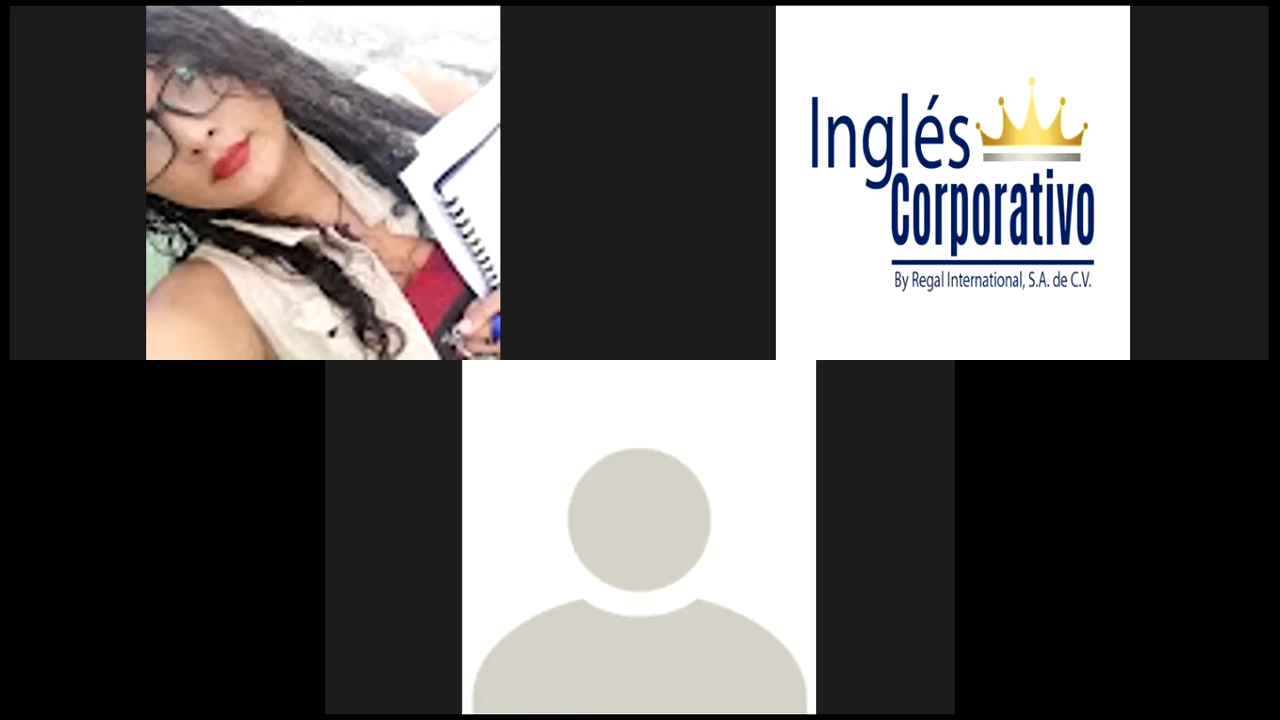 Inglés
Corporativo
By Regal International, S.A. de C.V.